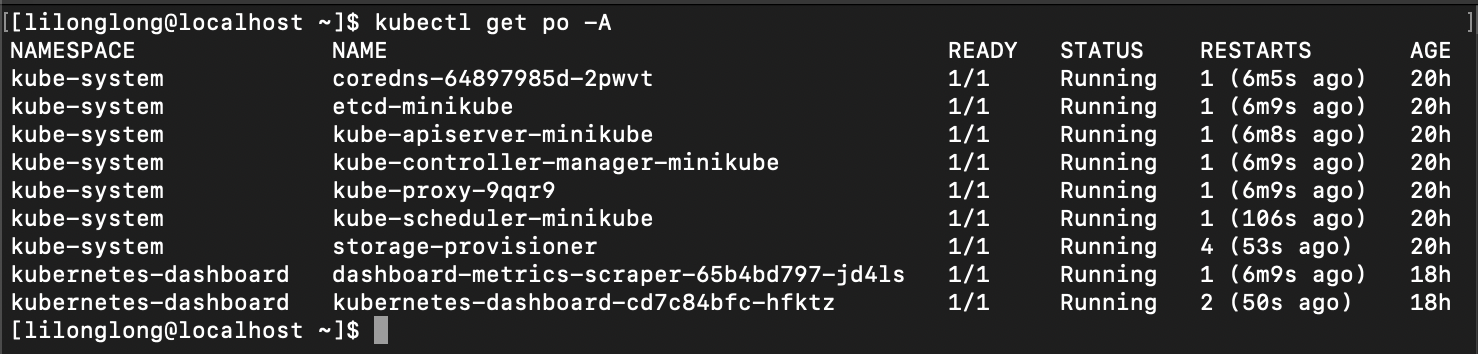 [lilonglong@localhost ~]$ kubectl get po -A
NAMESPACE NAME READY STATUS RESTARTS AGE
kube-system coredns-64897985d-2pwvt 1/1 Running 1 (6m5s ago) 20h
kube-system etcd-minikube 1/1 Running 1 (6m9s ago) 20h
kube-system kube-apiserver-minikube 1/1 Running 1 (6m8s ago) 20h
kube-system kube-controller-manager-minikube 1/1 Running 1 (6m9s ago) 20h
kube-system kube-proxy-9qqr9 1/1 Running 1 (6m9s ago) 20h
kube-system kube-scheduler-minikube 1/1 Running 1 (106s ago) 20h
kube-system storage-provisioner 1/1 Running 4 (53s ago) 20h
kubernetes-dashboard dashboard-metrics-scraper-65b4bd797-jd4ls 1/1 Running 1 (6m9s ago) 18h
kubernetes-dashboard kubernetes-dashboard-cd7c84bfc-hfktz 1/1 Running 2 (50s ago) 18h
[lilonglong@localhost ~]$